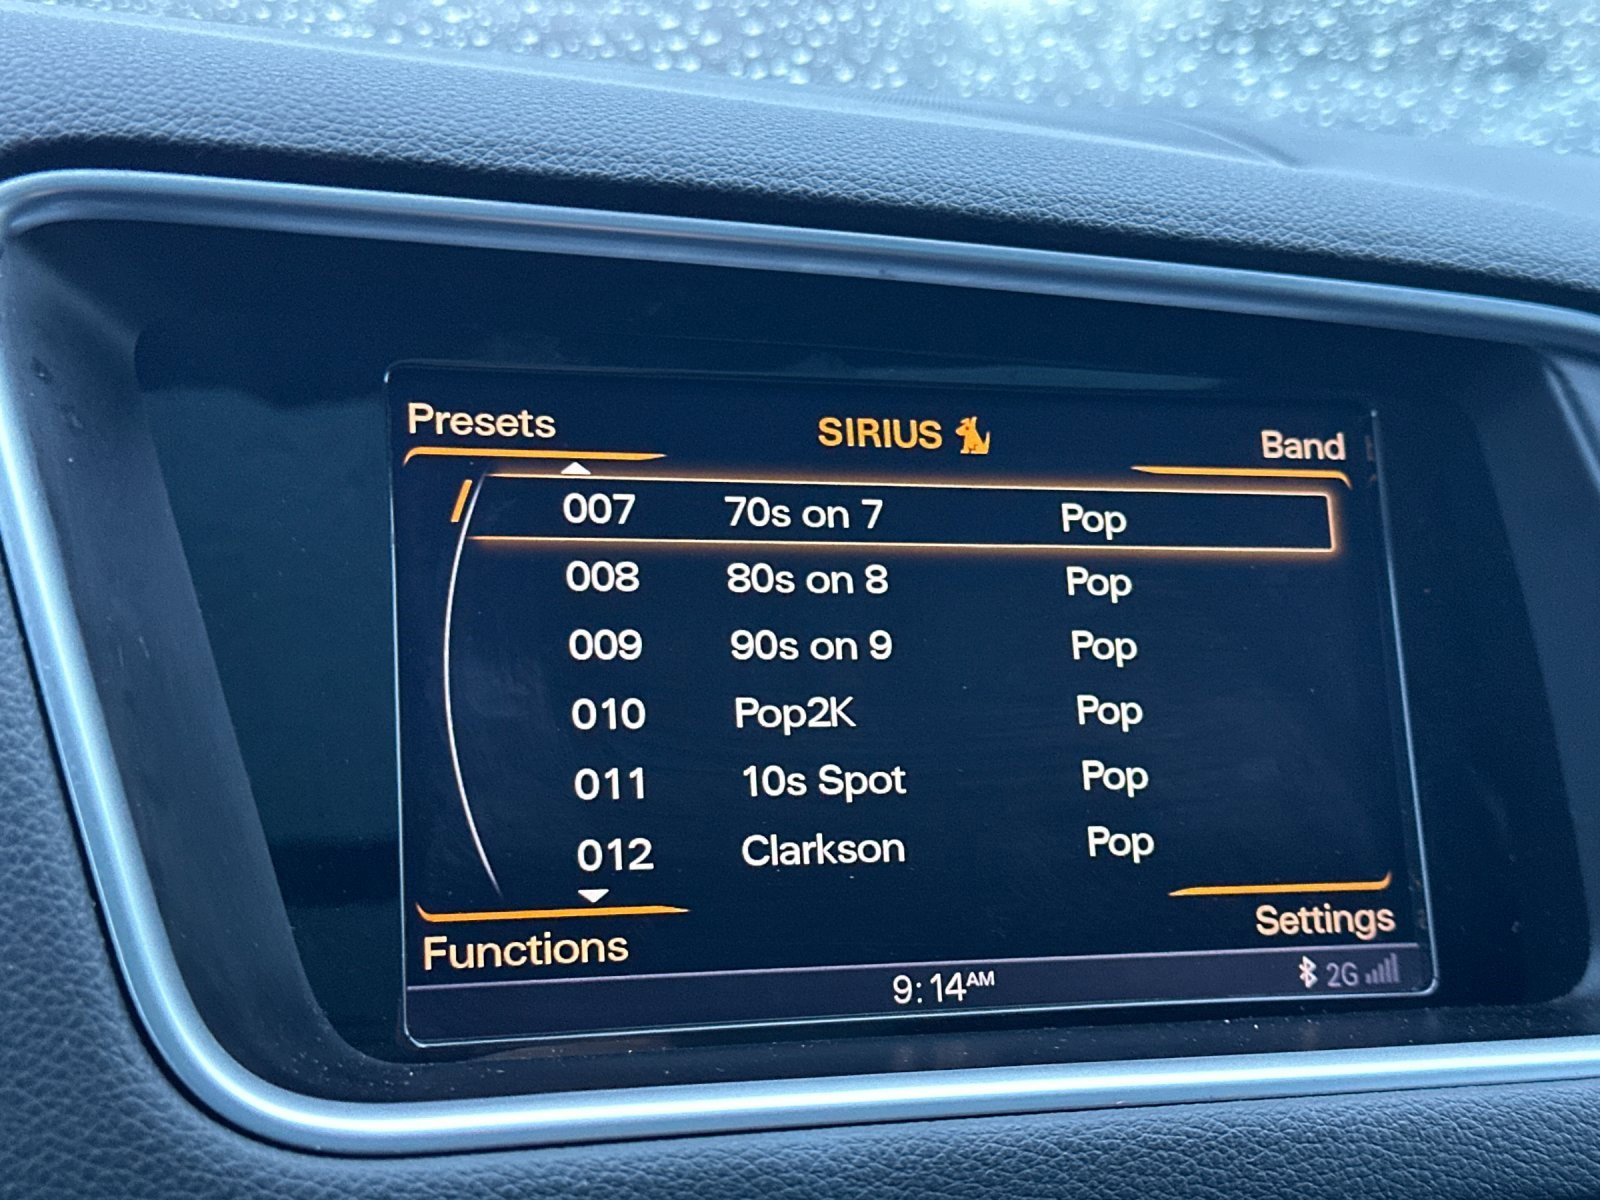 Presets SIRIUS Band
007 70s on 7 Pop
008 80s on 8 Pop
009 90s on 9 Pop
010 Pop2K Pop
011 10s Spot Pop
012 Clarkson Pop
Functions Settings
9:14AM 2G